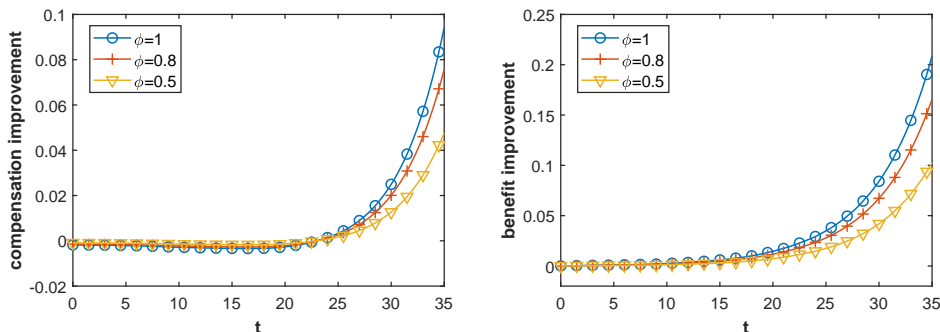 compensation improvement
0.1
0.08
0.06
0.04
0.02
0
-0.02
ϕ=1
ϕ=0.8
ϕ=0.5
0 5 10 15 20 25 30 35
t
benefit improvement
0.25
0.2
0.15
0.1
0.05
0
ϕ=1
ϕ=0.8
ϕ=0.5
0 5 10 15 20 25 30 35
t